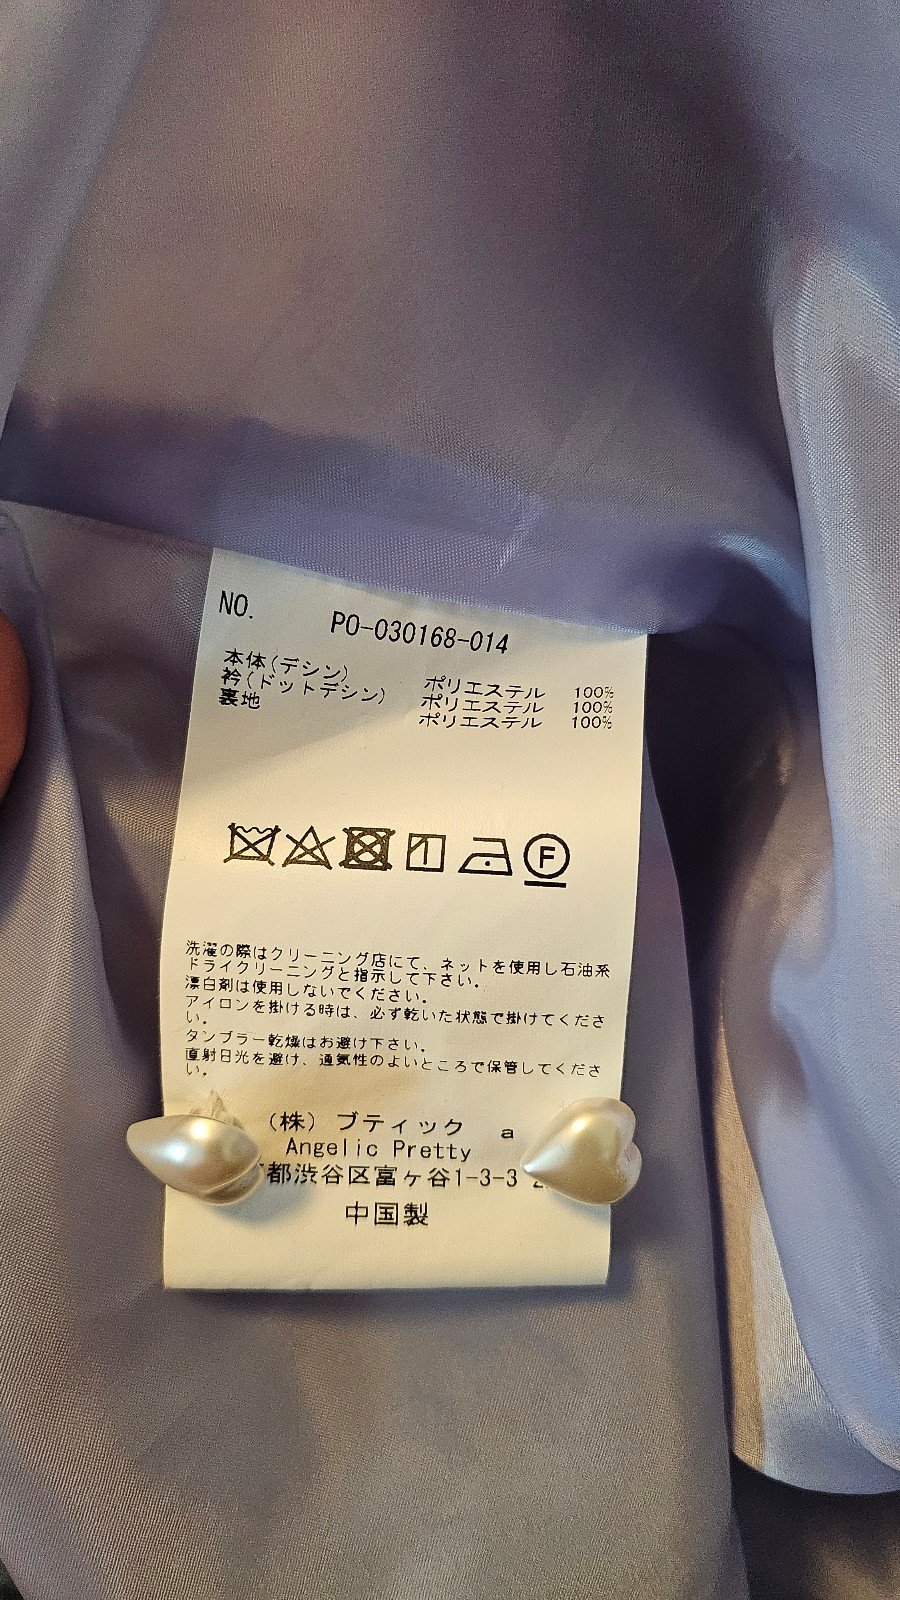 NO. PO-030168-014
本体(デシン) ポリエステル 100%
衿(ドットデシン) ポリエステル 100%
裏地 ポリエステル 100%
F
洗濯の際はクリーニング店にて、ネットを使用し石油系
ドライクリーニングと指示して下さい。
漂白剤は使用しないでください。
アイロンを掛ける時は、必ず乾いた状態で掛けてくださ
い。
タンブラー乾燥はお避け下さい。
直射日光を避け、通気性のよいところで保管してくださ
い。
(株) ブティック a
Angelic Pretty
都渋谷区富ヶ谷1-3-3
中国製